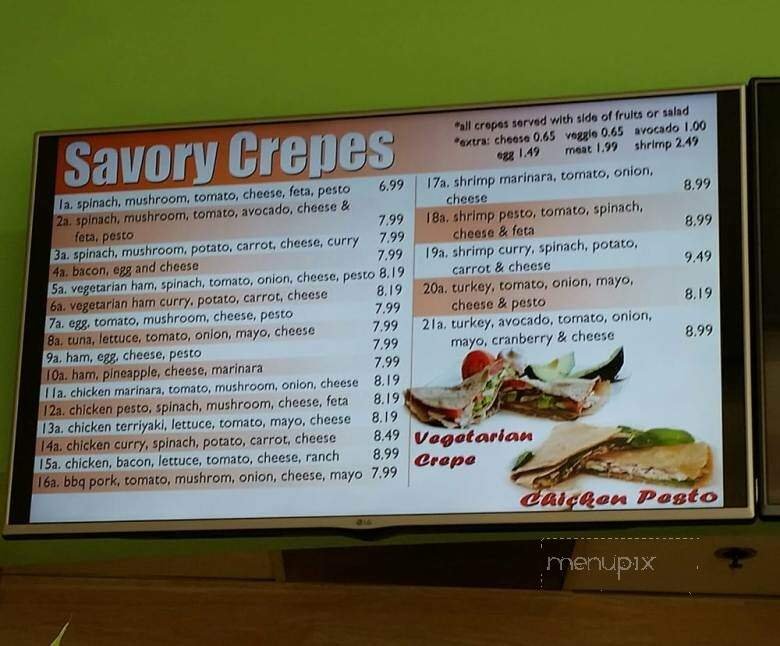 Savory Crepes
*all crepes served with side of fruits or salad
*extra: cheese 0.65 veggie 0.65 avocado 1.00
egg 1.49 meat 1.99 shrimp 2.49
1a. spinach, mushroom, tomato, cheese, feta, pesto 6.99
2a. spinach, mushroom, tomato, avocado, cheese &
feta, pesto 7.99
3a. spinach, mushroom, potato, carrot, cheese, curry 7.99
4a. bacon, egg and cheese 7.99
5a. vegetarian ham, spinach, tomato, onion, cheese, pesto 8.19
6a. vegetarian ham curry, potato, carrot, cheese 8.19
7a. egg, tomato, mushroom, cheese, pesto 7.99
8a. tuna, lettuce, tomato, onion, mayo, cheese 7.99
9a. ham, egg, cheese, pesto 7.99
10a. ham, pineapple, cheese, marinara 7.99
11a. chicken marinara, tomato, mushroom, onion, cheese 8.19
12a. chicken pesto, spinach, mushroom, cheese, feta 8.19
13a. chicken terriyaki, lettuce, tomato, mayo, cheese 8.19
14a. chicken curry, spinach, potato, carrot, cheese 8.49
15a. chicken, bacon, lettuce, tomato, cheese, ranch 8.99
16a. bbq pork, tomato, mushrom, onion, cheese, mayo 7.99
17a. shrimp marinara, tomato, onion,
cheese 8.99
18a. shrimp pesto, tomato, spinach,
cheese & feta 8.99
19a. shrimp curry, spinach, potato,
carrot & cheese 9.49
20a. turkey, tomato, onion, mayo,
cheese & pesto 8.19
21a. turkey, avocado, tomato, onion,
mayo, cranberry & cheese 8.99
Vegetarian
Crepe
Chicken Pesto
LG
menupix